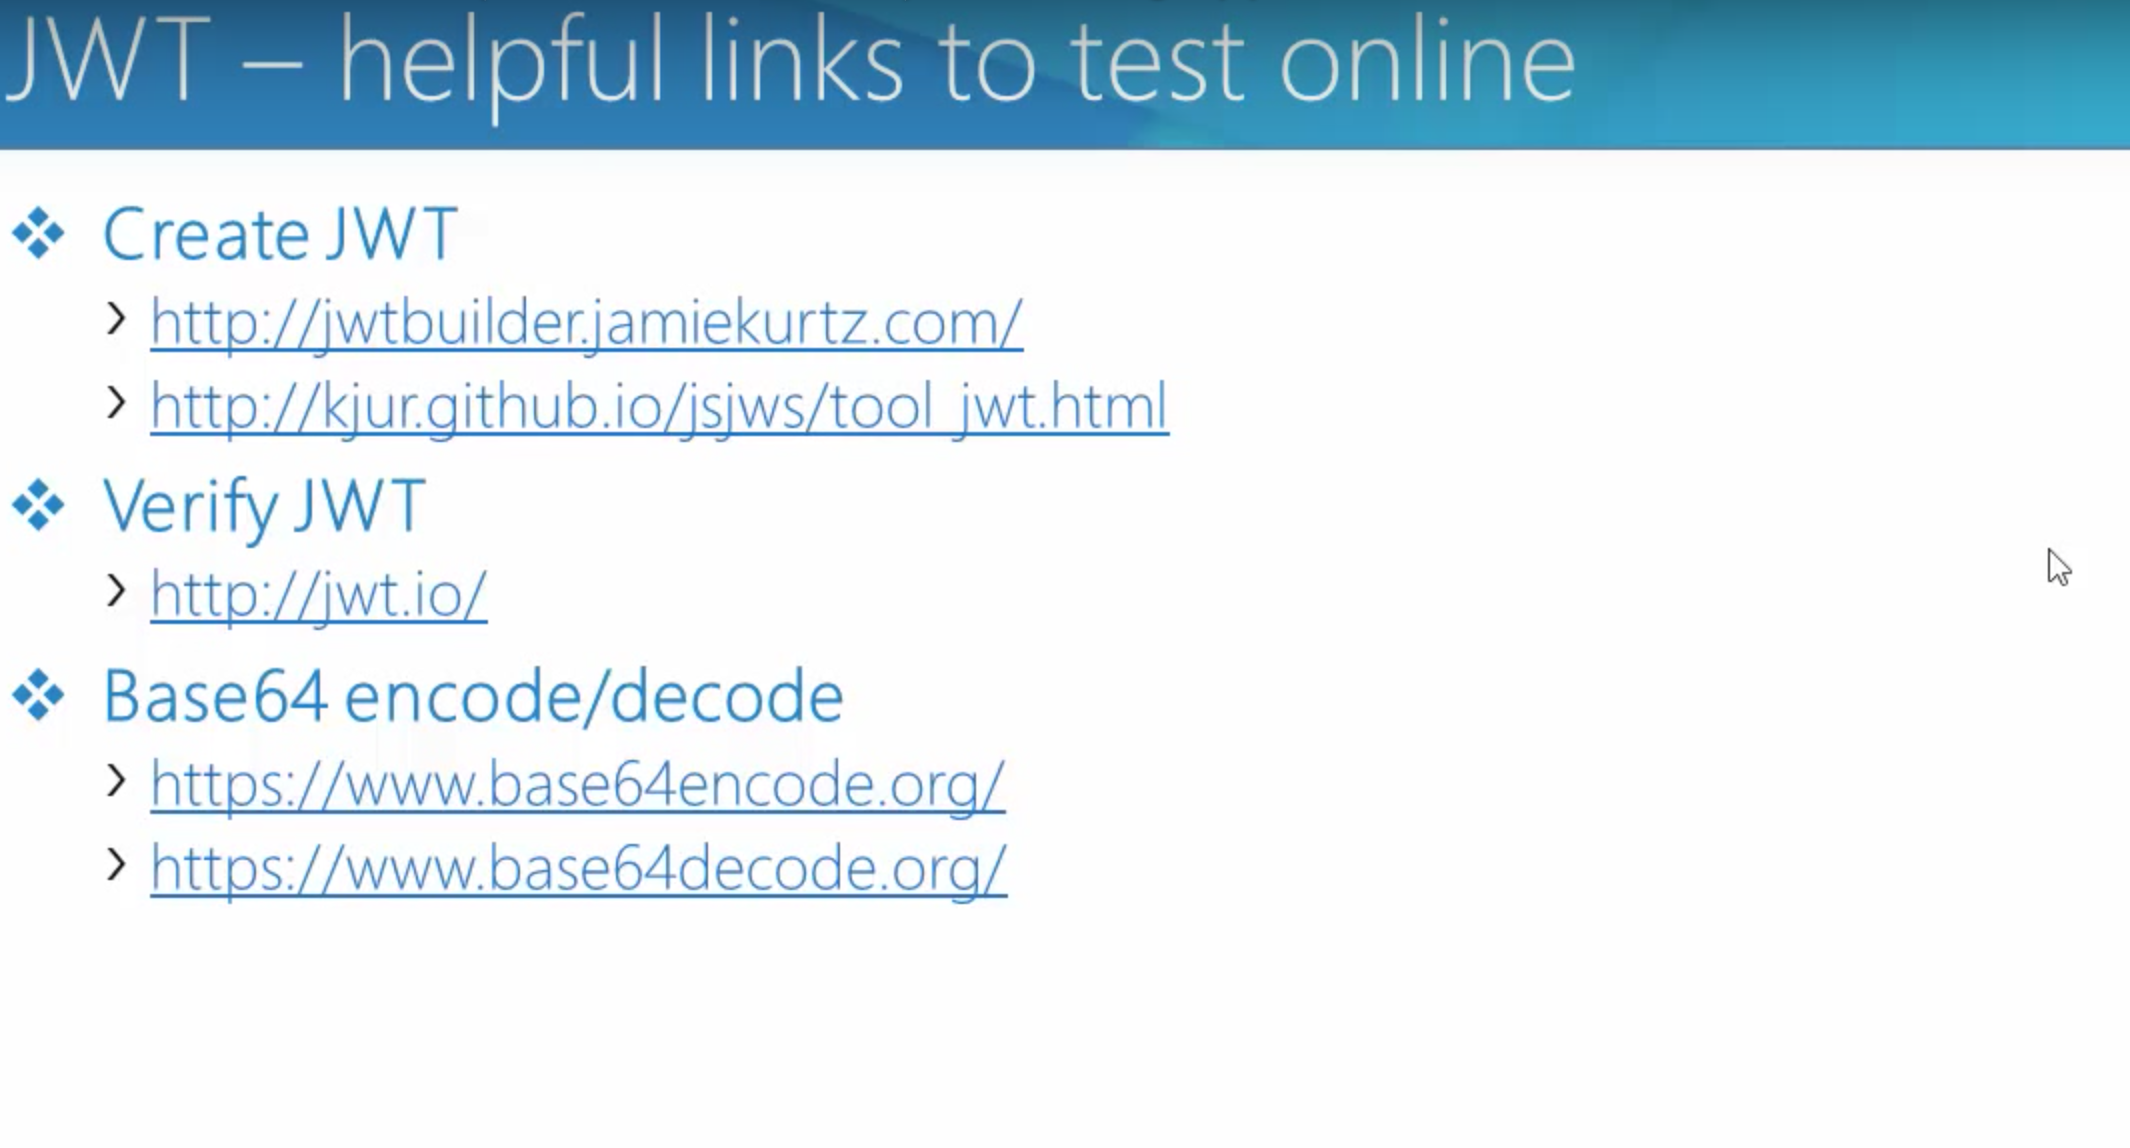 JWT – helpful links to test online
Create JWT
http://jwtbuilder.jamiekurtz.com/
http://kjur.github.io/jsjws/tool_jwt.html
Verify JWT
http://jwt.io/
Base64 encode/decode
https://www.base64encode.org/
https://www.base64decode.org/